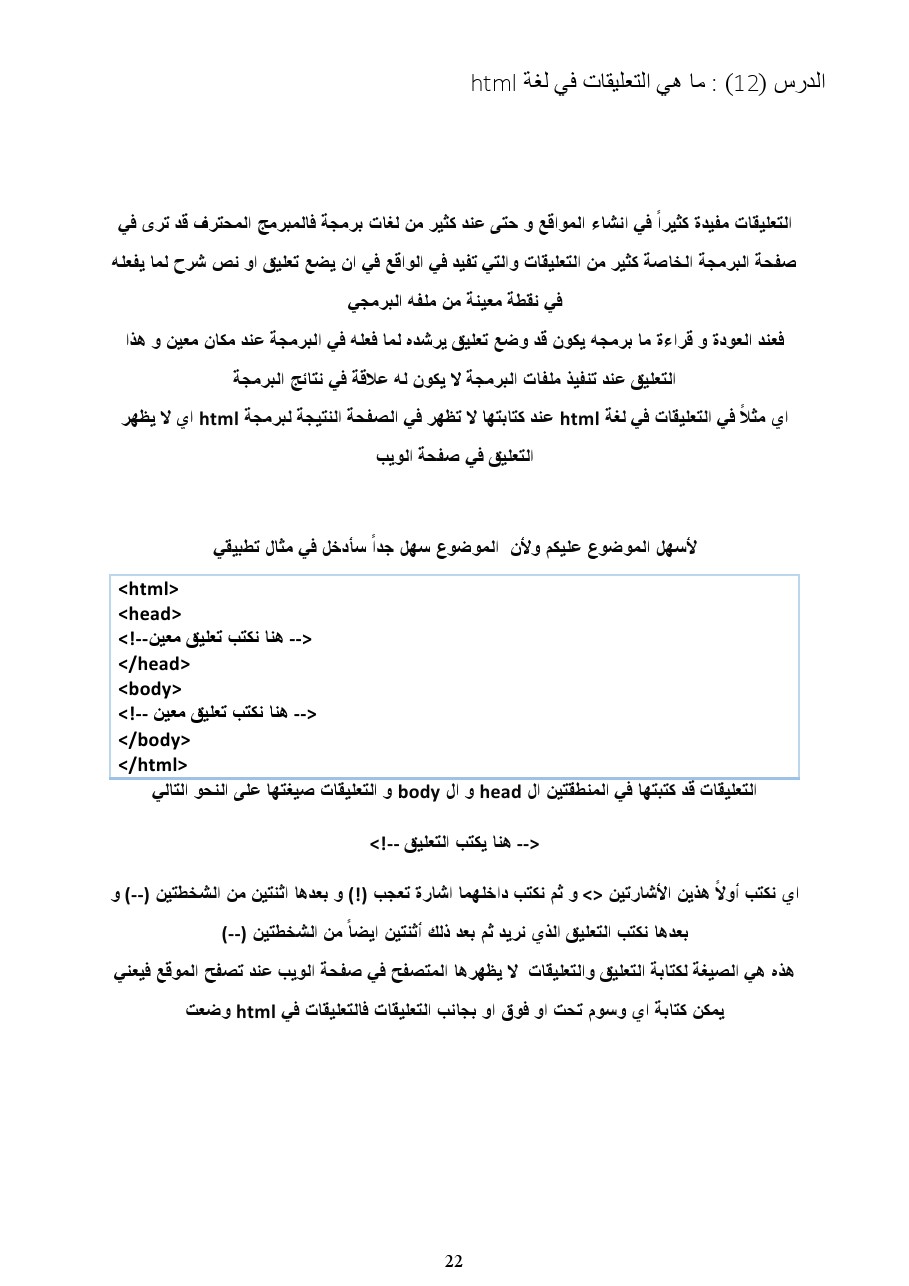 الدرس (12) : ما هي التعليقات في لغة html
التعليقات مفيدة كثيراً في انشاء المواقع و حتى عند كثير من لغات برمجة فالمبرمج المحترف قد ترى في
صفحة البرمجة الخاصة كثير من التعليقات والتي تفيد في الواقع في ان يضع تعليق او نص شرح لما يفعله
في نقطة معينة من ملفه البرمجي
فعند العودة و قراءة ما برمجه يكون قد وضع تعليق يرشده لما فعله في البرمجة عند مكان معين و هذا
التعليق عند تنفيذ ملفات البرمجة لا يكون له علاقة في نتائج البرمجة
اي مثلاً في التعليقات في لغة html عند كتابتها لا تظهر في الصفحة النتيجة لبرمجة html اي لا يظهر
التعليق في صفحة الويب
لأسهل الموضوع عليكم ولأن الموضوع سهل جداً سأدخل في مثال تطبيقي
<html>
<head>
<!--هنا نكتب تعليق معين -->
</head>
<body>
<!-- هنا نكتب تعليق معين -->
</body>
</html>
التعليقات قد كتبتها في المنطقتين ال head و ال body و التعليقات صيغتها على النحو التالي
<!-- هنا يكتب التعليق -->
اي نكتب أولاً هذين الأشارتين <> و ثم نكتب داخلهما اشارة تعجب (!) و بعدها اثنتين من الشخطتين (--) و
بعدها نكتب التعليق الذي نريد ثم بعد ذلك أثنتين ايضاً من الشخطتين (--)
هذه هي الصيغة لكتابة التعليق والتعليقات لا يظهرها المتصفح في صفحة الويب عند تصفح الموقع فيعني
يمكن كتابة اي وسوم تحت او فوق او بجانب التعليقات فالتعليقات في html وضعت
22